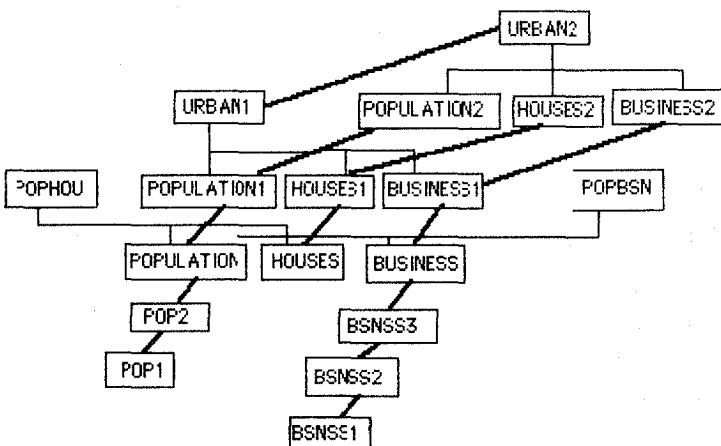 URBAN2
URBAN1
POPULATION2
HOUSES2
BUSINESS2
POPHOU
POPULATION1
HOUSES1
BUSINESS1
POPBSN
POPULATION
HOUSES
BUSINESS
POP2
BSNSS3
POP1
BSNSS2
BSNSS1